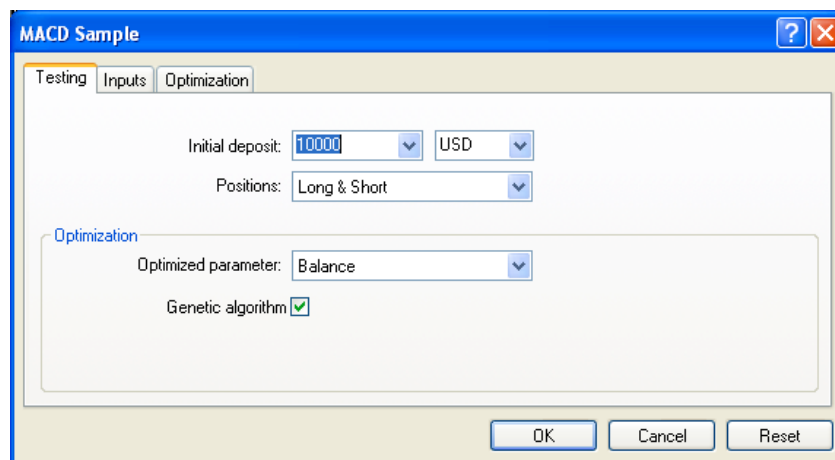 MACD Sample
Testing Inputs Optimization
Initial deposit: 10000 USD
Positions: Long & Short
Optimization
Optimized parameter: Balance
Genetic algorithm
OK Cancel Reset